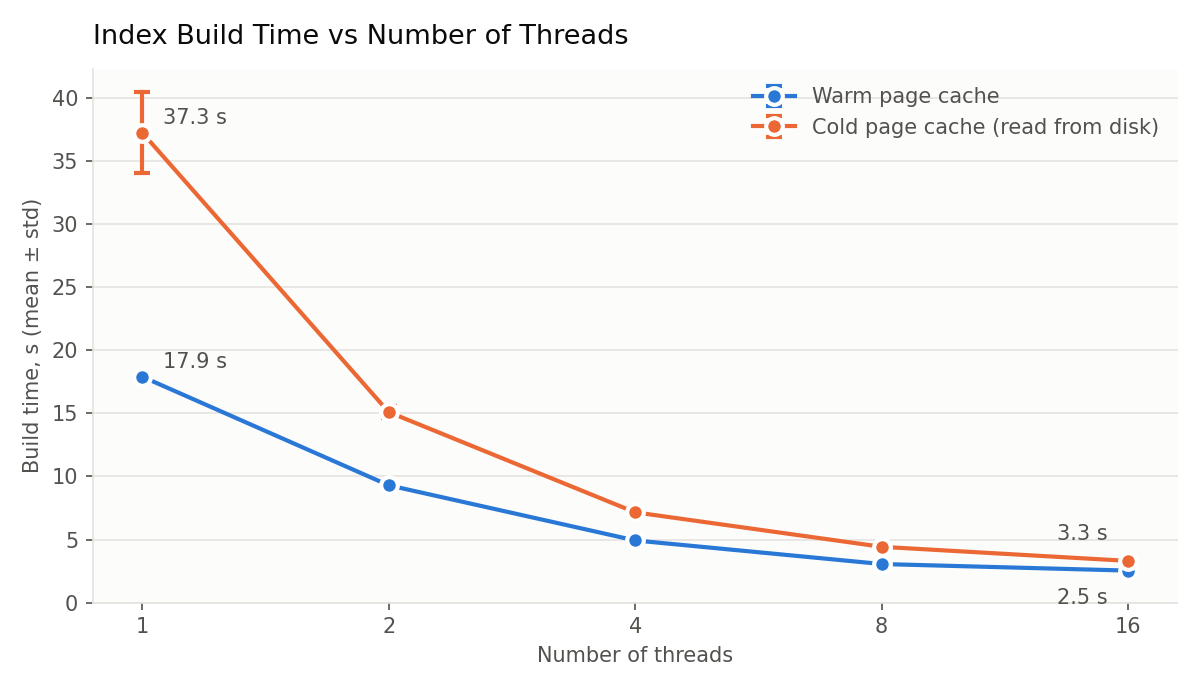 Index Build Time vs Number of Threads
Build time, s (mean ± std)
40
35
30
25
20
15
10
5
0
37.3 s
17.9 s
Warm page cache
Cold page cache (read from disk)
3.3 s
2.5 s
1 2 4 8 16
Number of threads